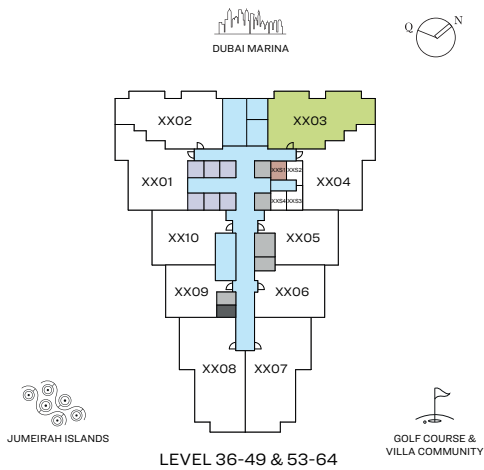 DUBAI MARINA
Q N
XX02
XX03
XX01
XXS1 XXS2
XX04
XXS4 XXS3
XX10
XX05
XX09
XX06
XX08
XX07
JUMEIRAH ISLANDS
GOLF COURSE &
VILLA COMMUNITY
LEVEL 36-49 & 53-64